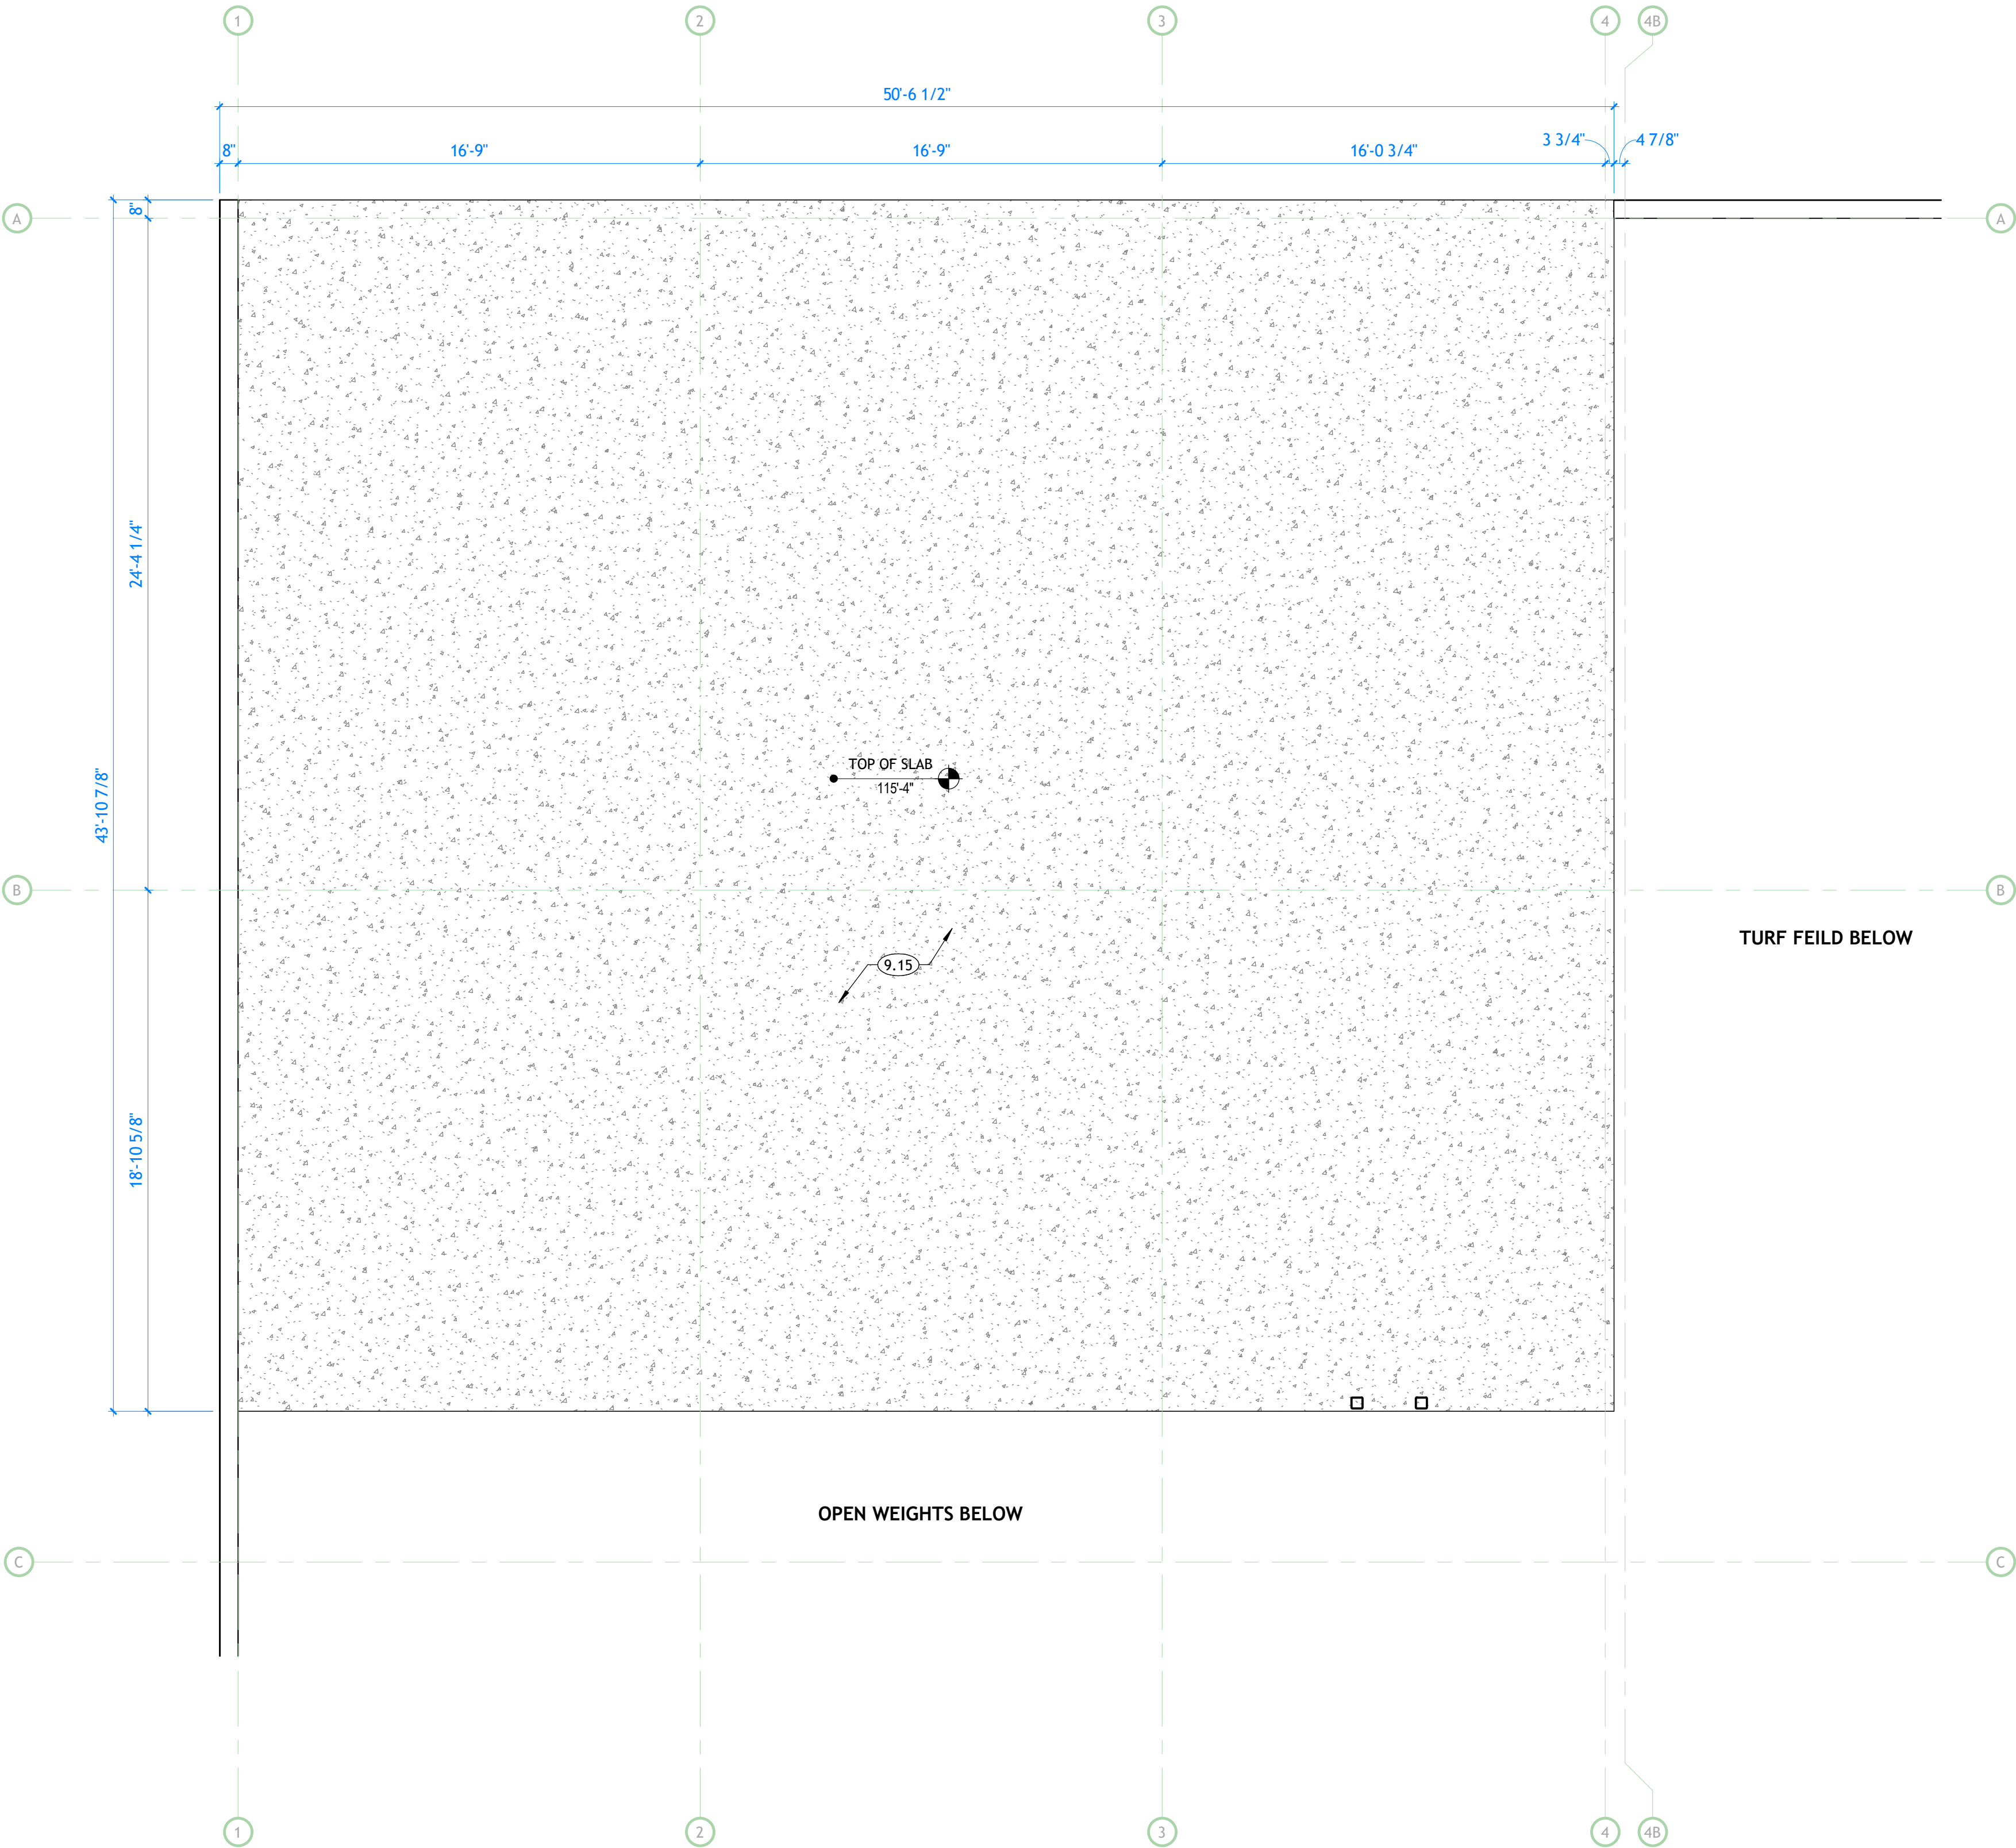 1
2
3
4
4B
50'-6 1/2"
8"
16'-9"
16'-9"
16'-0 3/4"
3 3/4"
4 7/8"
A
8"
A
24'-4 1/4"
43'-10 7/8"
TOP OF SLAB
115'-4"
B
B
TURF FEILD BELOW
9.15
18'-10 5/8"
OPEN WEIGHTS BELOW
C
C
1
2
3
4
4B